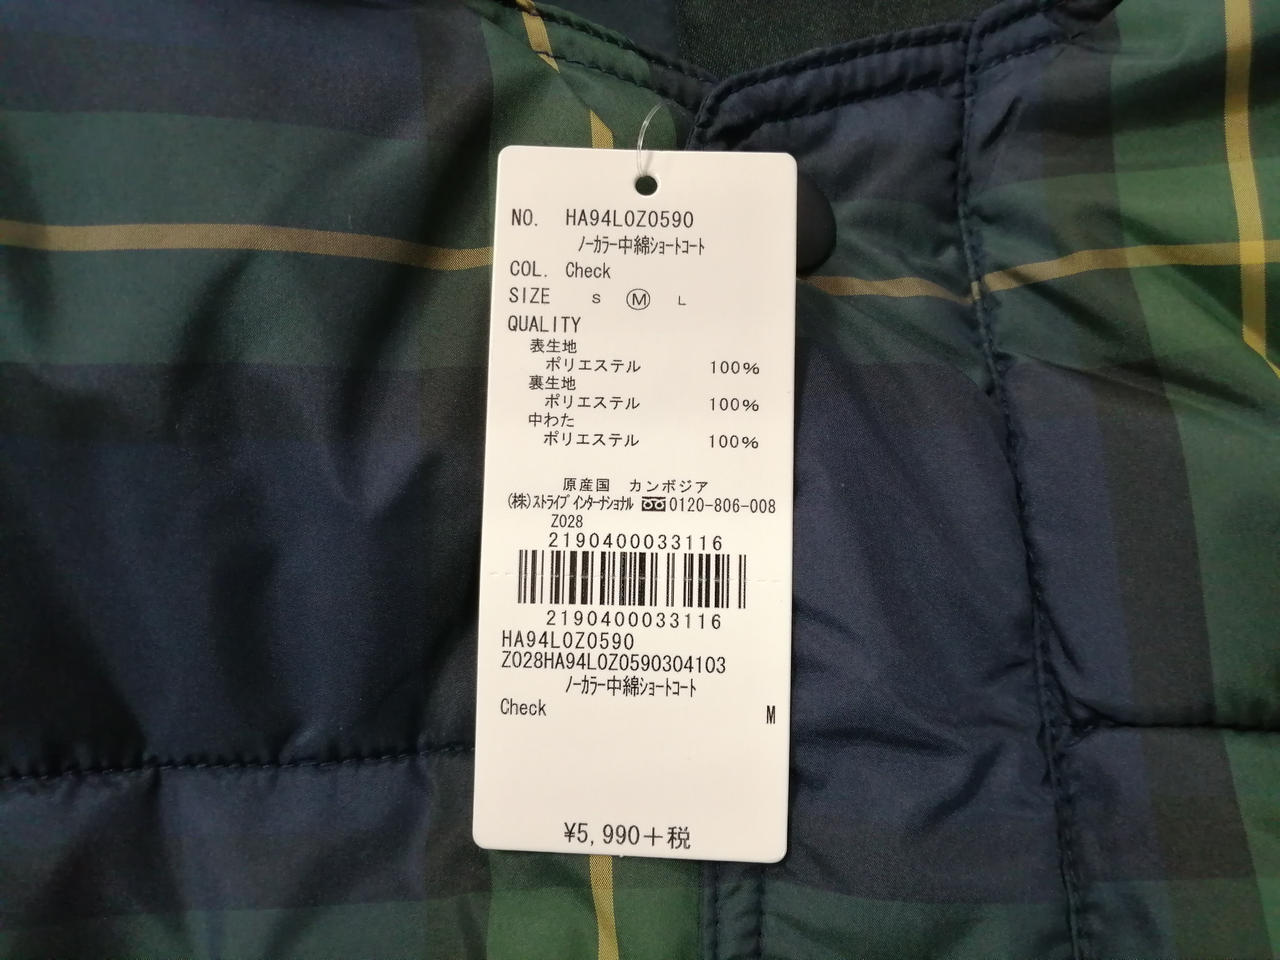 NO. HA94L0Z0590
ノーカラー中綿ショートコート
COL. Check
SIZE S Ⓜ L
QUALITY
表生地
ポリエステル 100%
裏生地
ポリエステル 100%
中わた
ポリエステル 100%
原産国 カンボジア
(株)ストライプインターナショナル 0120-806-008
Z028
2190400033116
2190400033116
HA94L0Z0590
Z028HA94L0Z0590304103
ノーカラー中綿ショートコート
Check M
¥5,990+税